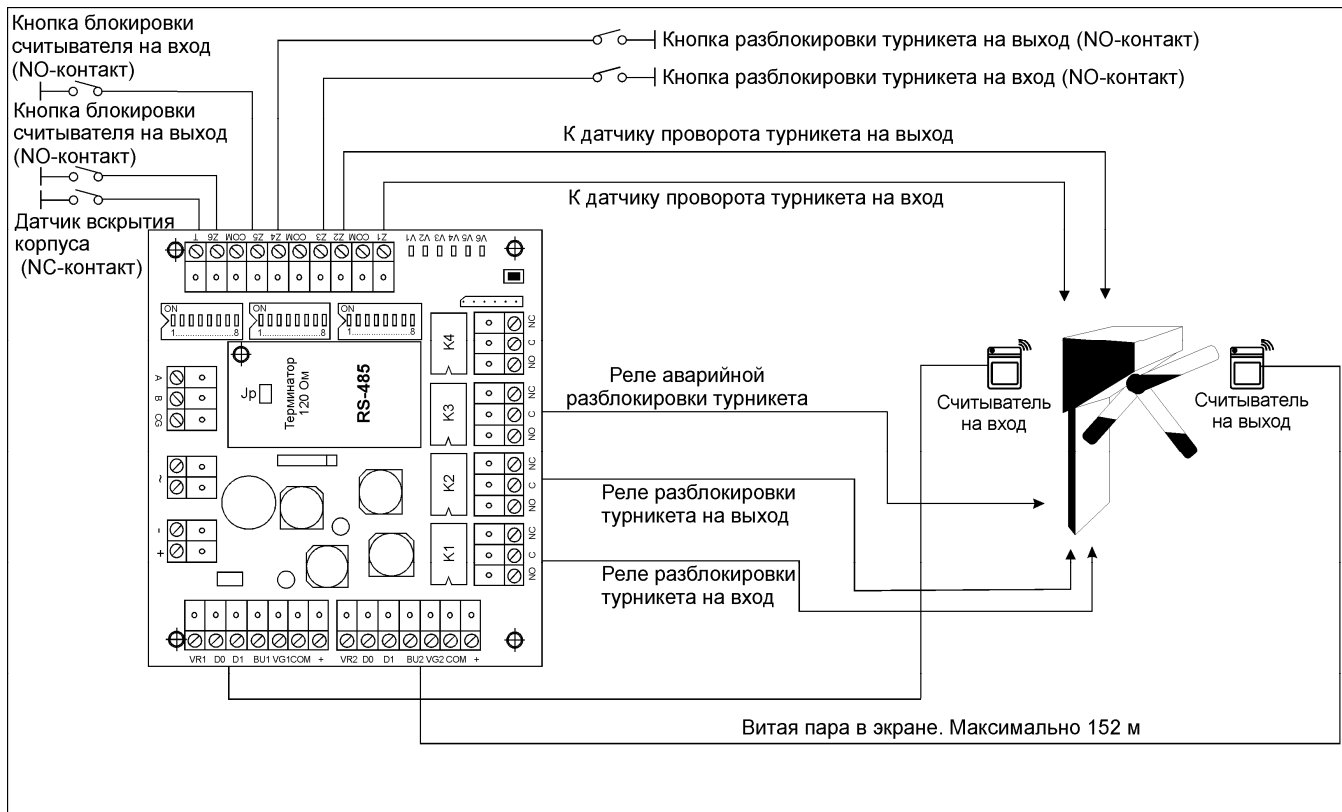 Кнопка блокировки
считывателя на вход
(NO-контакт)
Кнопка блокировки
считывателя на выход
(NO-контакт)
Датчик вскрытия
корпуса
(NC-контакт)
Кнопка разблокировки турникета на выход (NO-контакт)
Кнопка разблокировки турникета на вход (NO-контакт)
К датчику проворота турникета на выход
К датчику проворота турникета на вход
T Z6 COM Z5 Z4 COM Z3 Z2 COM Z1
V1 V2 V3 V4 V5 V6
ON
1........................8
ON
1........................8
ON
1........................8
A
B
CG
~
-
+
Jp
Терминатор
120 Ом
RS-485
K4
NC
C
NO
K3
NC
C
NO
K2
NC
C
NO
K1
NC
C
NO
Реле аварийной
разблокировки турникета
Реле разблокировки
турникета на выход
Реле разблокировки
турникета на вход
Считыватель
на вход
Считыватель
на выход
VR1 D0 D1 BU1 VG1COM +
VR2 D0 D1 BU2 VG2 COM +
Витая пара в экране. Максимально 152 м